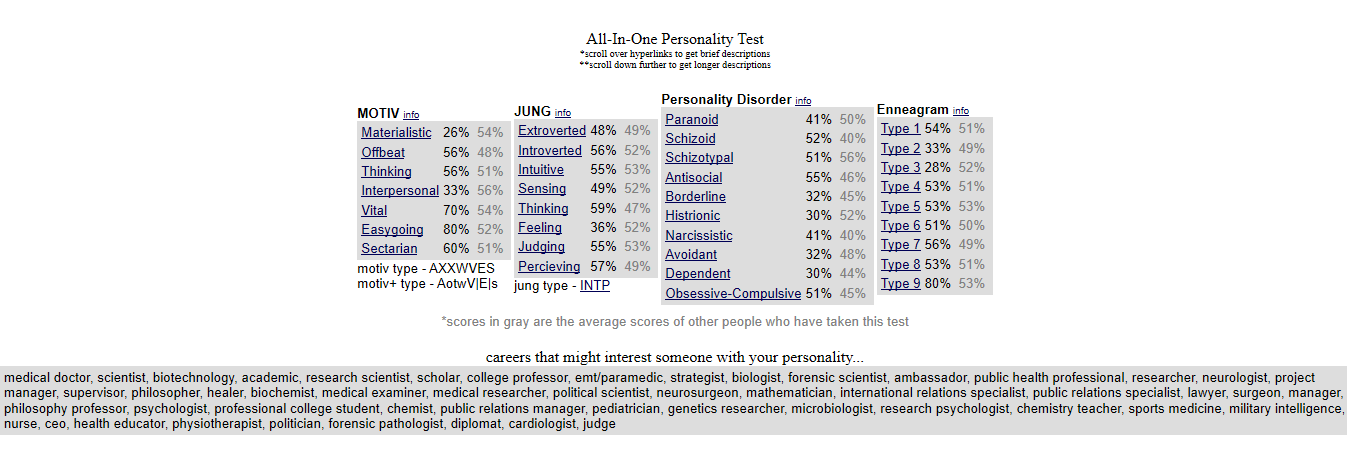 All-In-One Personality Test
*scroll over hyperlinks to get brief descriptions
**scroll down further to get longer descriptions
MOTIV info
Materialistic 26% 54%
Offbeat 56% 48%
Thinking 56% 51%
Interpersonal 33% 56%
Vital 70% 54%
Easygoing 80% 52%
Sectarian 60% 51%
motiv type - AXXWVES
motiv+ type - AotwV|E|s
JUNG info
Extroverted 48% 49%
Introverted 56% 52%
Intuitive 55% 53%
Sensing 49% 52%
Thinking 59% 47%
Feeling 36% 52%
Judging 55% 53%
Percieving 57% 49%
jung type - INTP
Personality Disorder info
Paranoid 41% 50%
Schizoid 52% 40%
Schizotypal 51% 56%
Antisocial 55% 46%
Borderline 32% 45%
Histrionic 30% 52%
Narcissistic 41% 40%
Avoidant 32% 48%
Dependent 30% 44%
Obsessive-Compulsive 51% 45%
Enneagram info
Type 1 54% 51%
Type 2 33% 49%
Type 3 28% 52%
Type 4 53% 51%
Type 5 53% 53%
Type 6 51% 50%
Type 7 56% 49%
Type 8 53% 51%
Type 9 80% 53%
*scores in gray are the average scores of other people who have taken this test
careers that might interest someone with your personality...
medical doctor, scientist, biotechnology, academic, research scientist, scholar, college professor, emt/paramedic, strategist, biologist, forensic scientist, ambassador, public health professional, researcher, neurologist, project
manager, supervisor, philosopher, healer, biochemist, medical examiner, medical researcher, political scientist, neurosurgeon, mathematician, international relations specialist, public relations specialist, lawyer, surgeon, manager,
philosophy professor, psychologist, professional college student, chemist, public relations manager, pediatrician, genetics researcher, microbiologist, research psychologist, chemistry teacher, sports medicine, military intelligence,
nurse, ceo, health educator, physiotherapist, politician, forensic pathologist, diplomat, cardiologist, judge